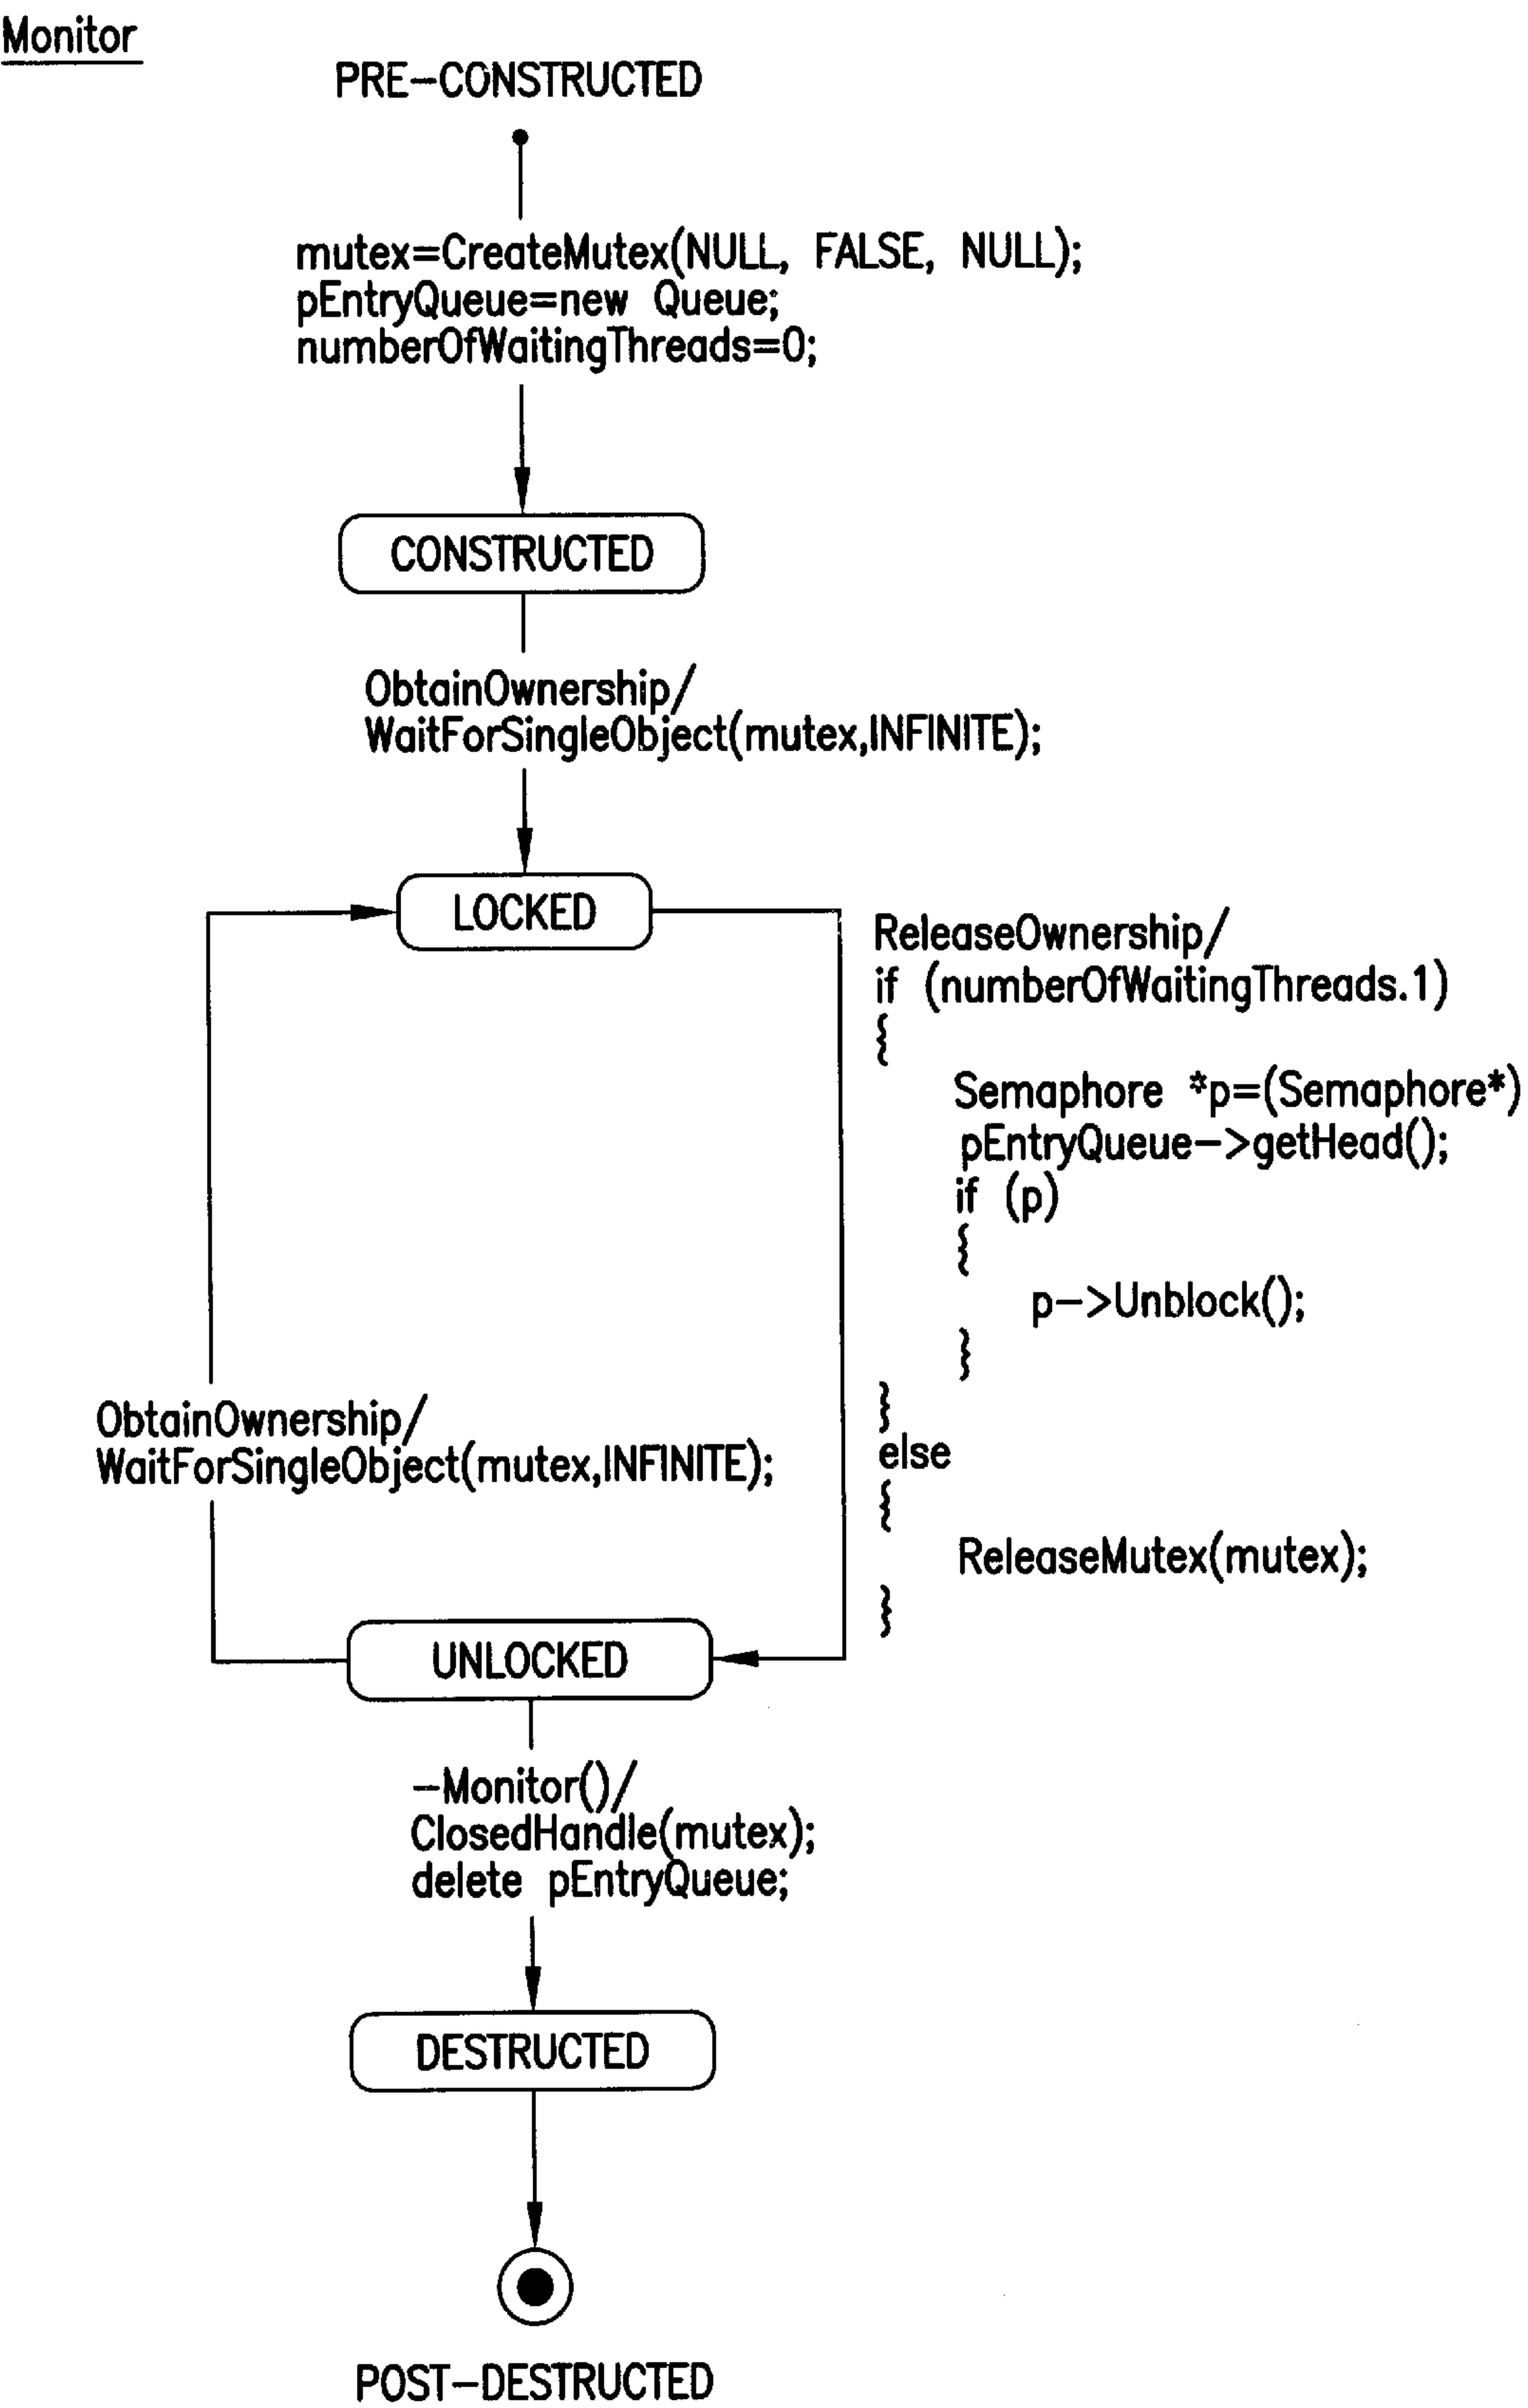 Monitor
PRE-CONSTRUCTED
mutex=CreateMutex(NULL, FALSE, NULL);
pEntryQueue=new Queue;
numberOfWaitingThreads=0;
CONSTRUCTED
ObtainOwnership/
WaitForSingleObject(mutex,INFINITE);
LOCKED
ReleaseOwnership/
if (numberOfWaitingThreads.1)
{
Semaphore *p=(Semaphore*)
pEntryQueue->getHead();
if (p)
{
p->Unblock();
}
}
else
{
ReleaseMutex(mutex);
}
ObtainOwnership/
WaitForSingleObject(mutex,INFINITE);
UNLOCKED
-Monitor()/
ClosedHandle(mutex);
delete pEntryQueue;
DESTRUCTED
POST-DESTRUCTED